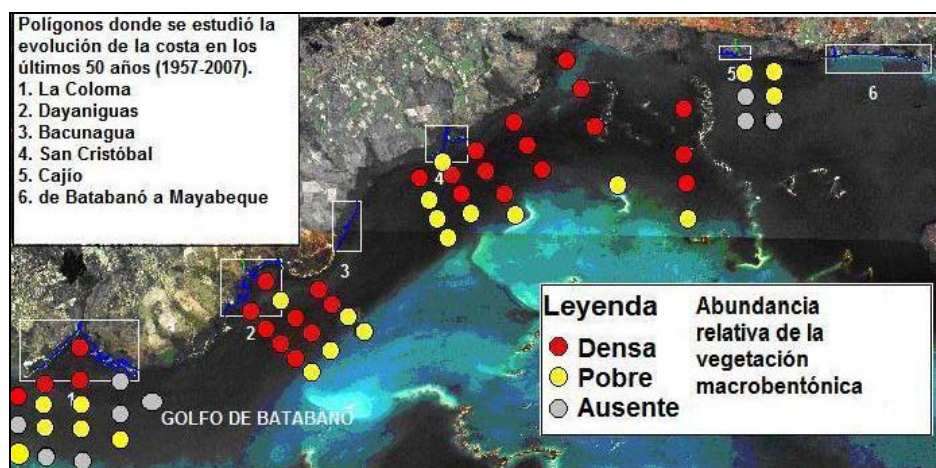 Polígonos donde se estudió la
evolución de la costa en los
últimos 50 años (1957-2007).
1. La Coloma
2. Dayaniguas
3. Bacunagua
4. San Cristóbal
5. Cajío
6. de Batabanó a Mayabeque
5
6
4
3
2
1
GOLFO DE BATABANO
Leyenda
Densa
Pobre
Ausente
Abundancia
relativa de la
vegetación
macrobentónica